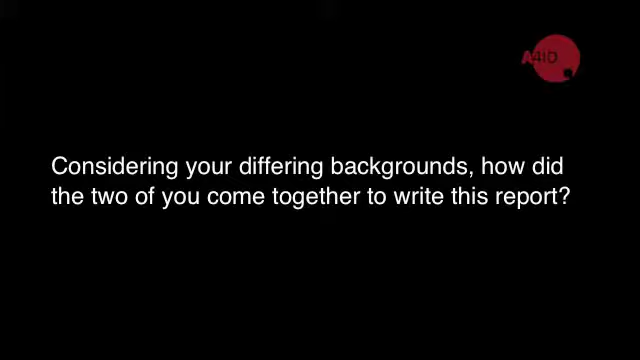 A4ID
Considering your differing backgrounds, how did
the two of you come together to write this report?